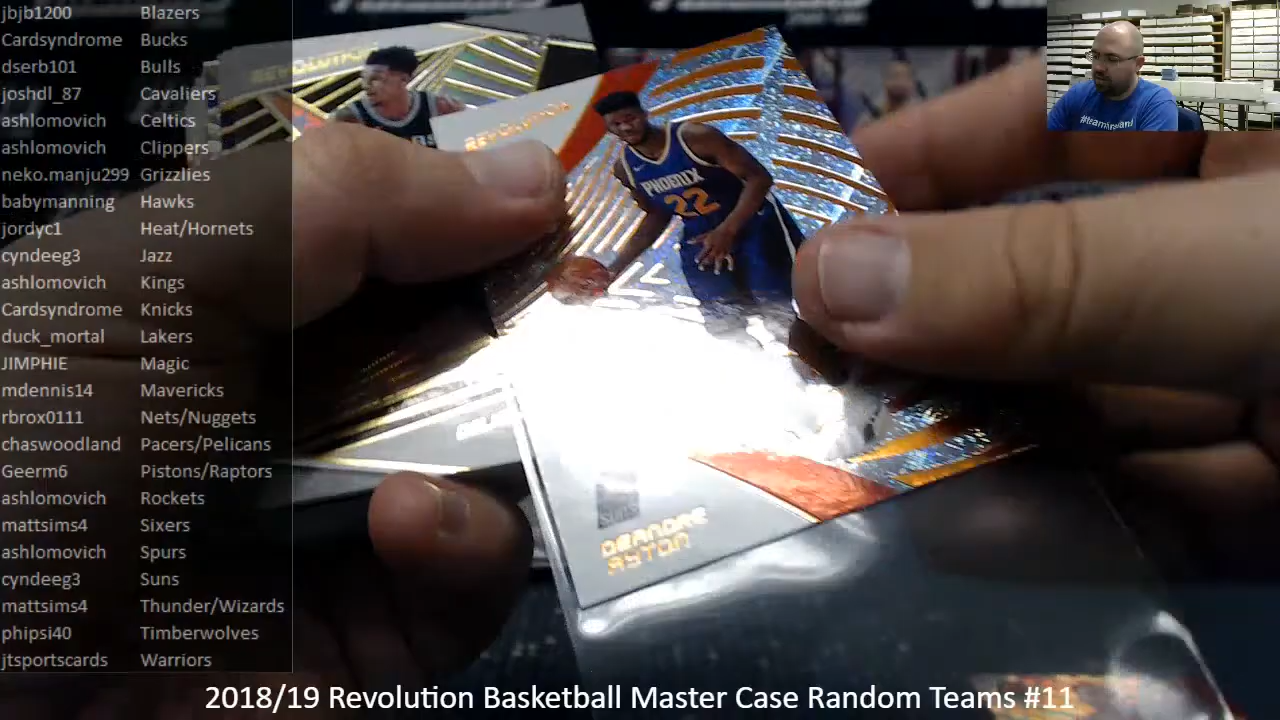 jbjb1200 Blazers
Cardsyndrome Bucks
dserb101 Bulls
joshdl_87 Cavaliers
ashlomovich Celtics
ashlomovich Clippers
neko.manju299 Grizzlies
babymanning Hawks
jordyc1 Heat/Hornets
cyndeeg3 Jazz
ashlomovich Kings
Cardsyndrome Knicks
duck_mortal Lakers
JIMPHIE Magic
mdennis14 Mavericks
rbrox0111 Nets/Nuggets
chaswoodland Pacers/Pelicans
Geerm6 Pistons/Raptors
ashlomovich Rockets
mattsims4 Sixers
ashlomovich Spurs
cyndeeg3 Suns
mattsims4 Thunder/Wizards
phipsi40 Timberwolves
jtsportscards Warriors
REVOLUTION
REVOLUTION
PHOENIX
22
SUNS
DEANDRE
AYTON
2018/19 Revolution Basketball Master Case Random Teams #11